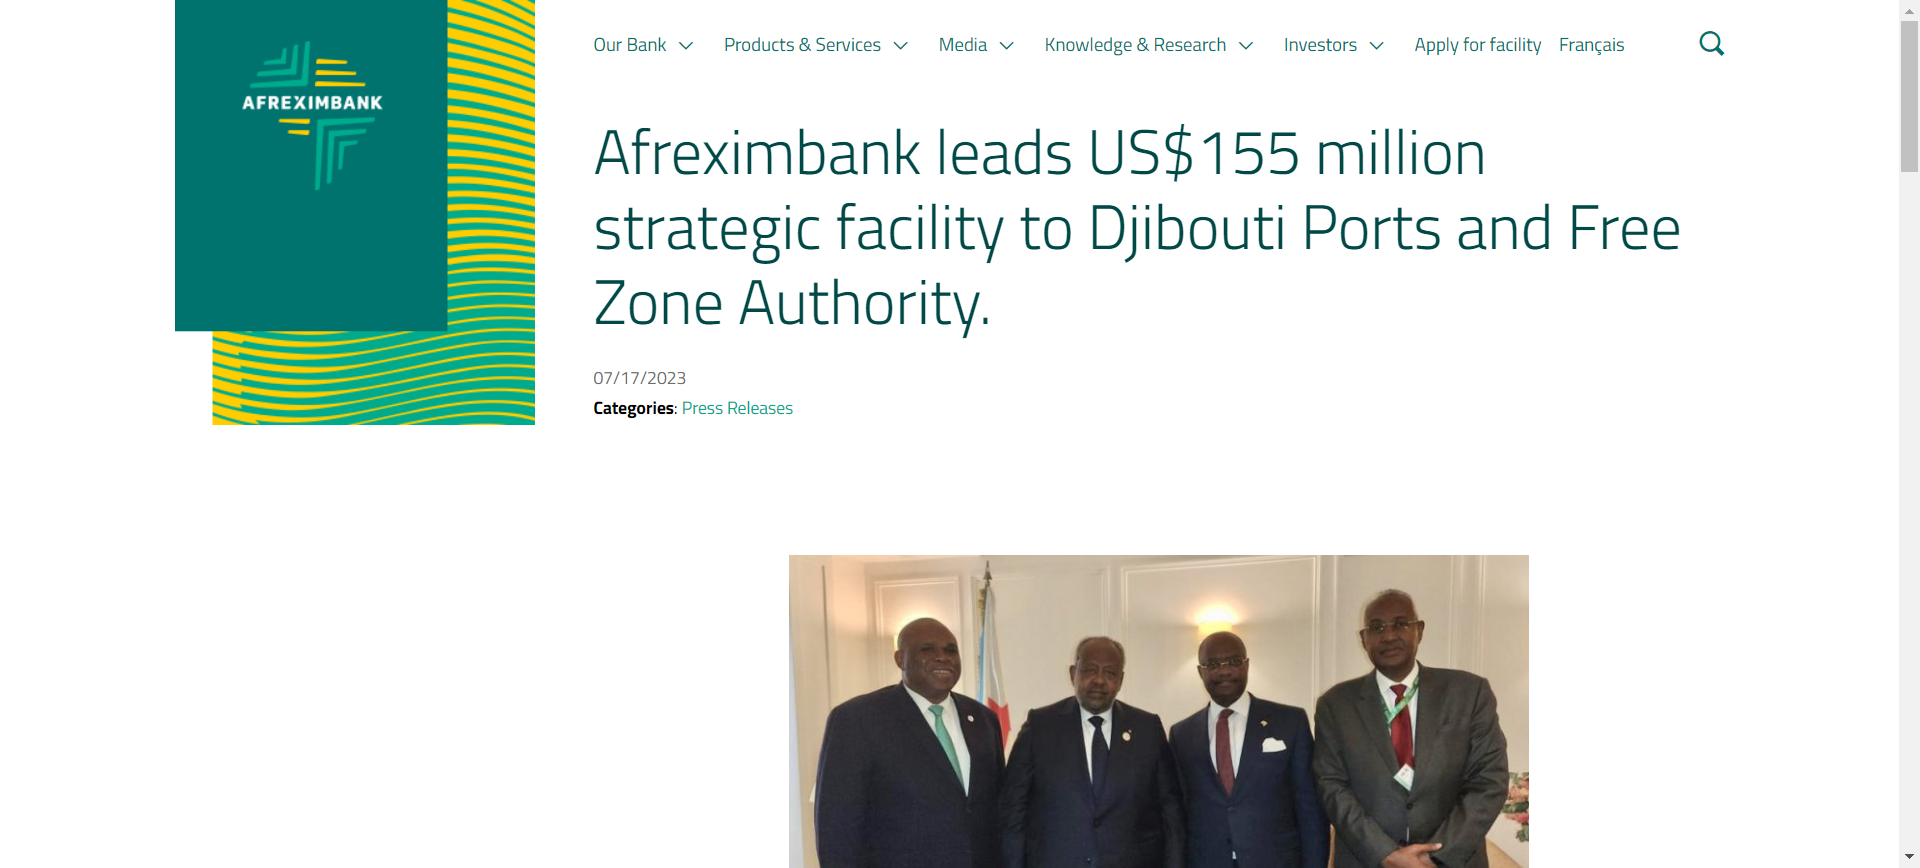 AFREXIMBANK
Our Bank Products & Services Media Knowledge & Research Investors Apply for facility Français
Afreximbank leads US$155 million
strategic facility to Djibouti Ports and Free
Zone Authority.
07/17/2023
Categories: Press Releases